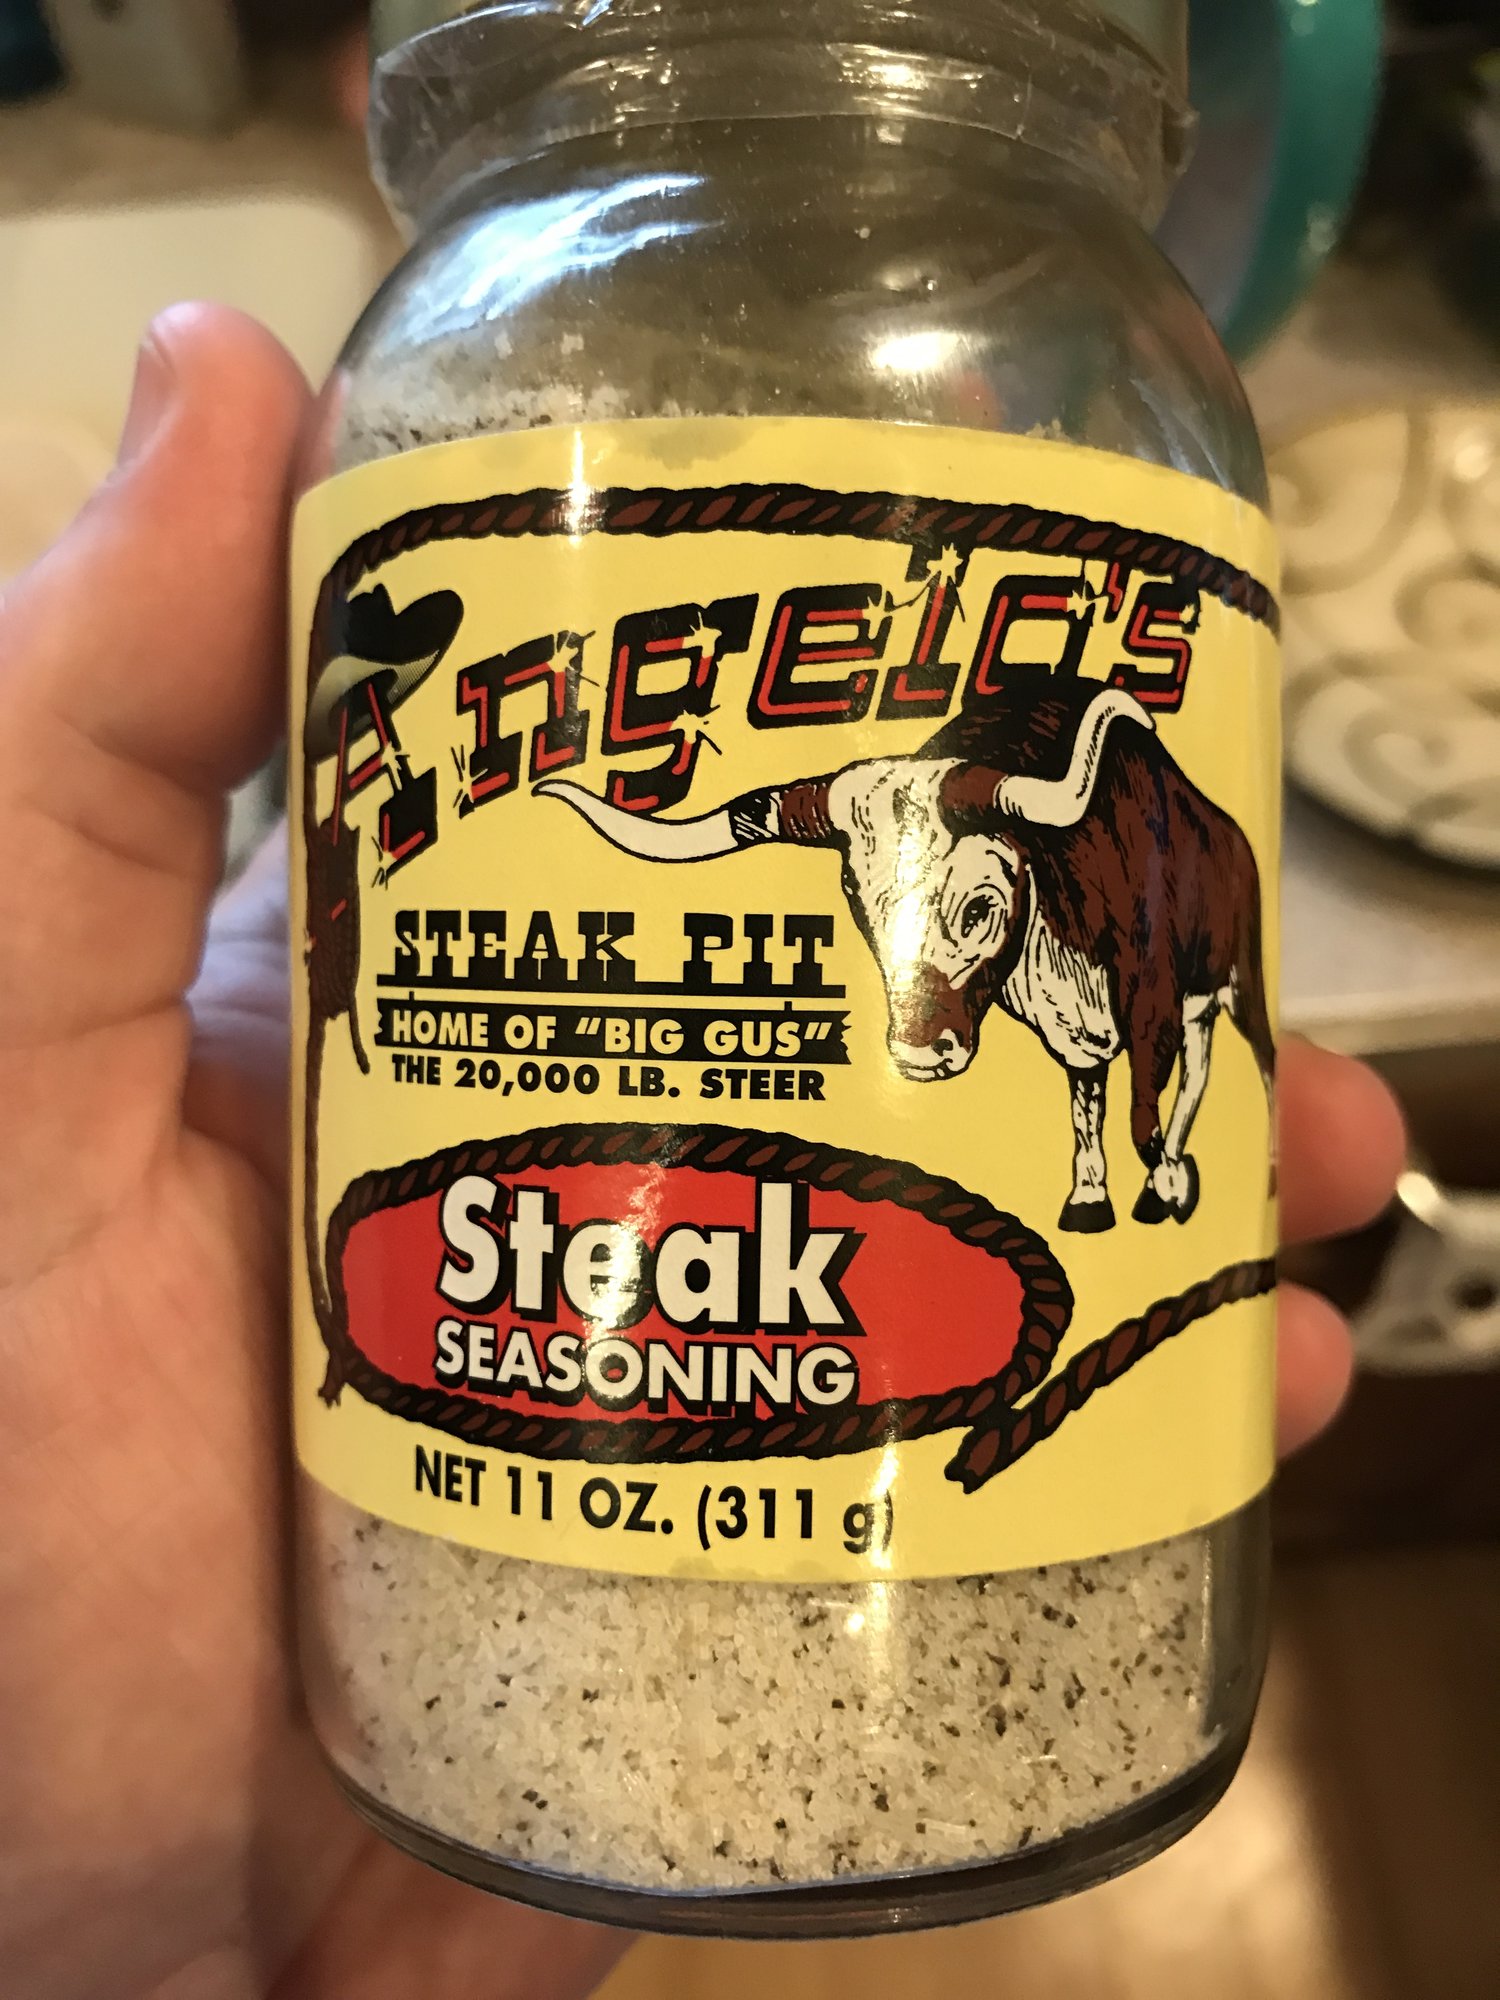 Angelo's
STEAK PIT
HOME OF "BIG GUS"
THE 20,000 LB. STEER
Steak
SEASONING
NET 11 OZ. (311 g)